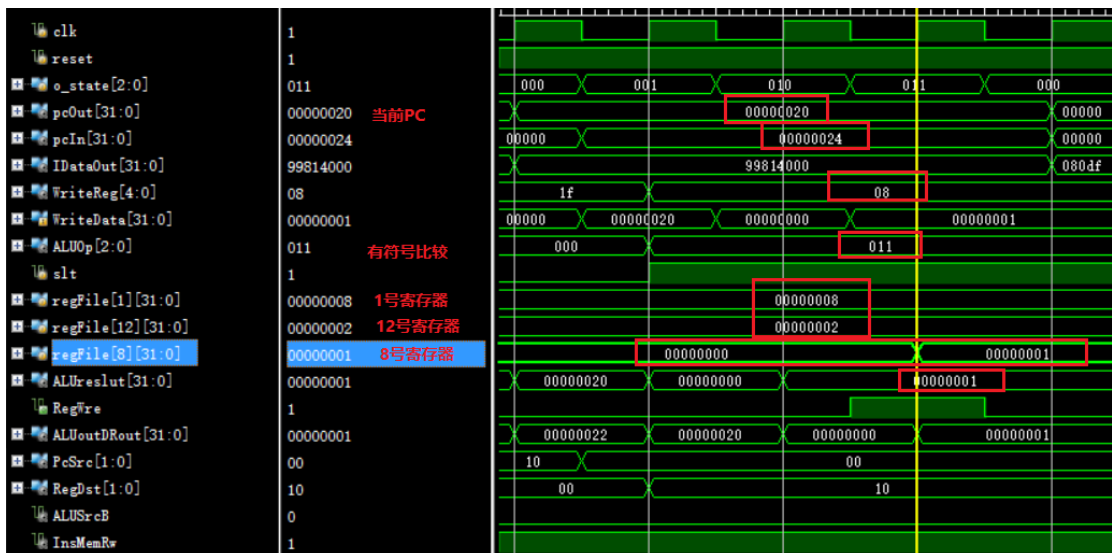 clk 1
reset 1
o_state[2:0] 011 000 001 010 011 000
pcOut[31:0] 00000020 当前PC 00000020 00000
pcIn[31:0] 00000024 00000 00000024 00000
IDataOut[31:0] 99814000 99814000 080df
WriteReg[4:0] 08 1f 08
WriteData[31:0] 00000001 00000 00000020 00000000 00000001
ALUOp[2:0] 011 有符号比较 000 011
slt 1
regFile[1][31:0] 00000008 1号寄存器 00000008
regFile[12][31:0] 00000002 12号寄存器 00000002
regFile[8][31:0] 00000001 8号寄存器 00000000 00000001
ALUreslut[31:0] 00000001 00000020 00000000 00000001
RegWre 1
ALUoutDRout[31:0] 00000001 00000022 00000020 00000000 00000001
PcSrc[1:0] 00 10 00
RegDst[1:0] 10 00 10
ALUSrcB 0
InsMemRw 1